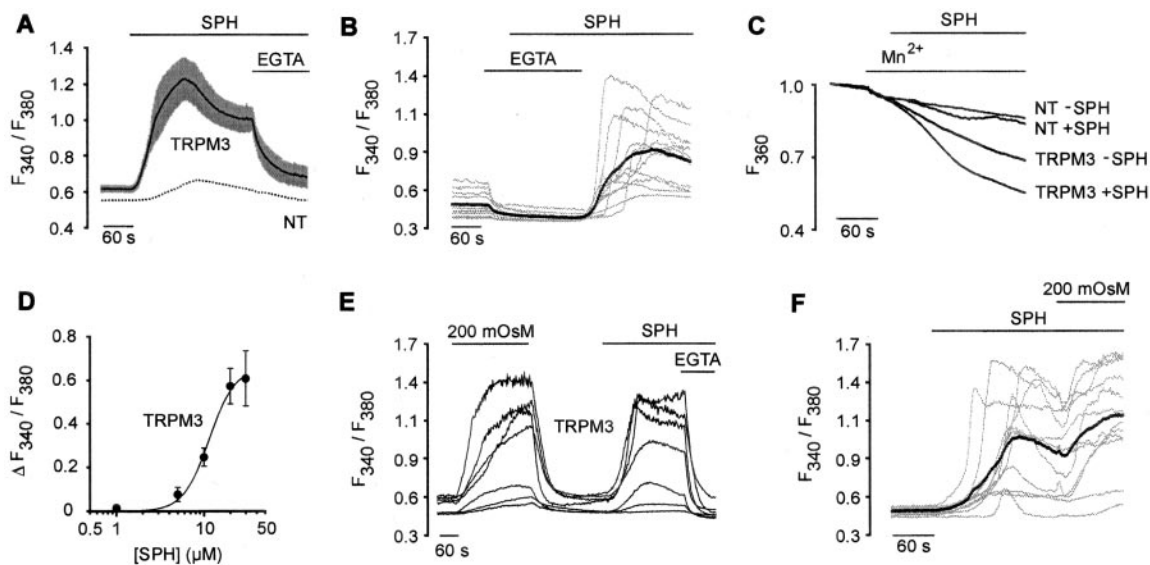 A
SPH
EGTA
F340 / F380
1.4
1.2
1.0
0.8
0.6
0.4
TRPM3
NT
60 s
B
SPH
EGTA
F340 / F380
1.7
1.4
1.2
0.9
0.6
0.3
60 s
C
SPH
Mn2+
F360
1.0
0.7
0.4
NT -SPH
NT +SPH
TRPM3 -SPH
TRPM3 +SPH
60 s
D
Δ F340 / F380
0.8
0.6
0.4
0.2
0
TRPM3
0.5 1 10 50
[SPH] (µM)
E
200 mOsM
SPH
EGTA
F340 / F380
1.7
1.4
1.2
0.9
0.6
0.3
TRPM3
60 s
F
200 mOsM
SPH
F340 / F380
1.7
1.4
1.2
0.9
0.6
0.3
60 s